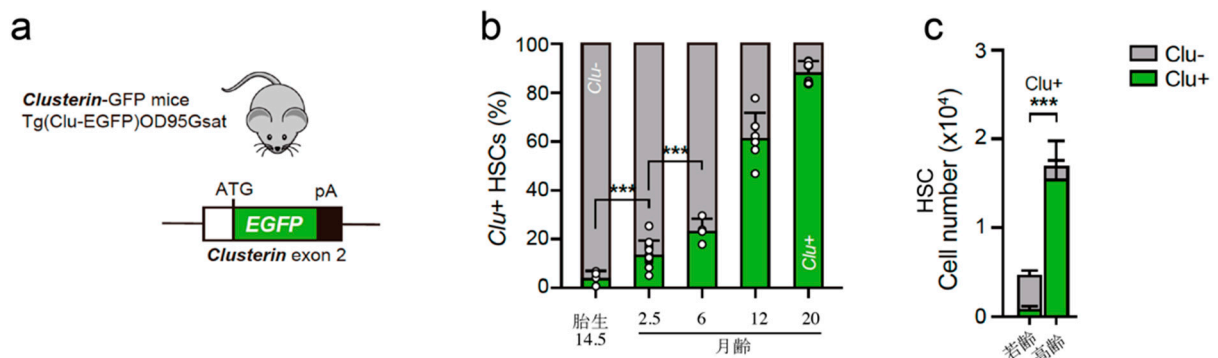 a
Clusterin-GFP mice
Tg(Clu-EGFP)OD95Gsat
ATG
pA
EGFP
Clusterin exon 2
b
Clu+ HSCs (%)
100
80
60
40
20
0
Clu-
***
***
Clu+
胎生
14.5
2.5
6
12
20
月齢
c
HSC
Cell number (x10⁴)
3
2
1
0
Clu+
***
若齢
高齢
Clu-
Clu+